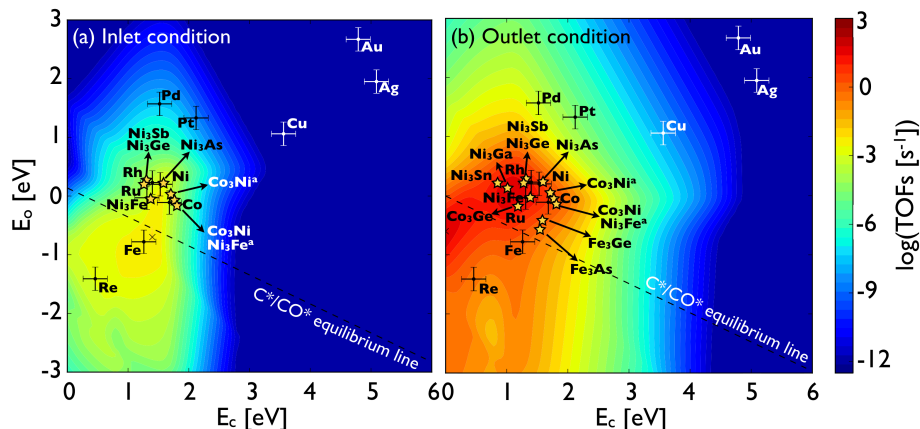 (a) Inlet condition
Au
Ag
Pd
Pt
Cu
Ni₃Sb
Ni₃Ge
Ni₃As
Rh
Ni
Ru
Co₃Niᵃ
Ni₃Fe
Co
Co₃Ni
Ni₃Feᵃ
Fe
Re
C*/CO* equilibrium line
3
2
1
0
-1
-2
-3
0
1
2
3
4
5
6
E₀ [eV]
E꜀ [eV]
(b) Outlet condition
Au
Ag
Pd
Pt
Cu
Ni₃Sb
Ni₃Ge
Ni₃As
Ni₃Ga
Rh
Ni
Ni₃Sn
Co₃Niᵃ
Ni₃Fe
Co
Co₃Ge
Ru
Co₃Ni
Ni₃Feᵃ
Fe
Fe₃Ge
Fe₃As
Re
C*/CO* equilibrium line
0
1
2
3
4
5
6
E꜀ [eV]
3
0
-3
-6
-9
-12
log(TOFs [s⁻¹])